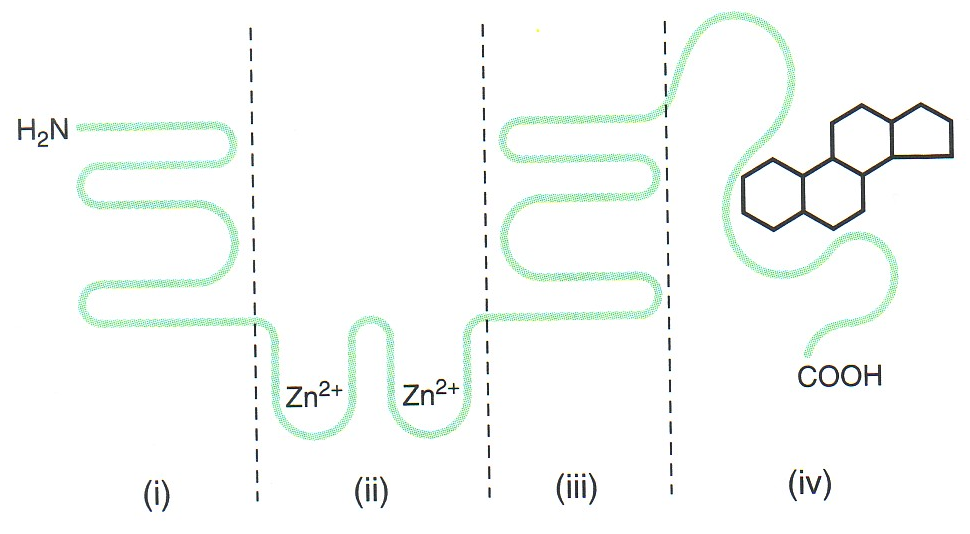 H₂N
Zn²⁺ Zn²⁺
COOH
(i) (ii) (iii) (iv)